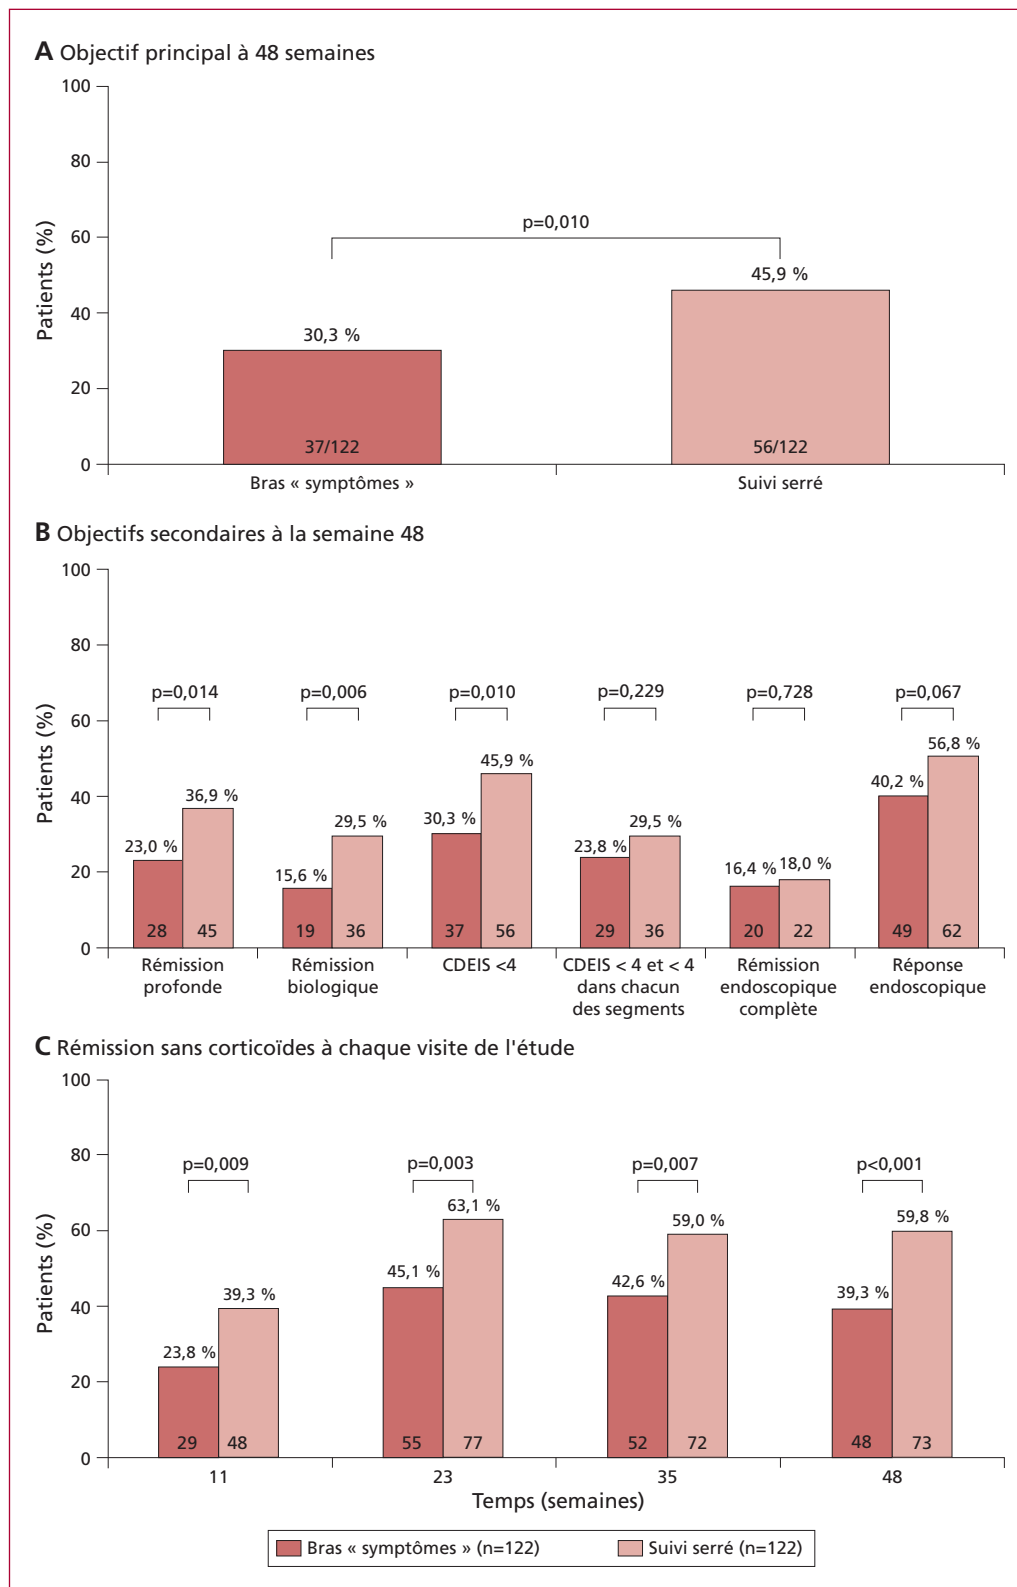 A Objectif principal à 48 semaines
100
80
60
40
20
0
Patients (%)
p=0,010
30,3 %
45,9 %
37/122
56/122
Bras « symptômes »
Suivi serré
B Objectifs secondaires à la semaine 48
100
80
60
40
20
0
Patients (%)
p=0,014
p=0,006
p=0,010
p=0,229
p=0,728
p=0,067
23,0 %
36,9 %
15,6 %
29,5 %
30,3 %
45,9 %
23,8 %
29,5 %
16,4 %
18,0 %
40,2 %
56,8 %
28
45
19
36
37
56
29
36
20
22
49
62
Rémission
profonde
Rémission
biologique
CDEIS <4
CDEIS < 4 et < 4
dans chacun
des segments
Rémission
endoscopique
complète
Réponse
endoscopique
C Rémission sans corticoïdes à chaque visite de l'étude
100
80
60
40
20
0
Patients (%)
p=0,009
p=0,003
p=0,007
p<0,001
23,8 %
39,3 %
45,1 %
63,1 %
42,6 %
59,0 %
39,3 %
59,8 %
29
48
55
77
52
72
48
73
11
23
35
48
Temps (semaines)
Bras « symptômes » (n=122)
Suivi serré (n=122)